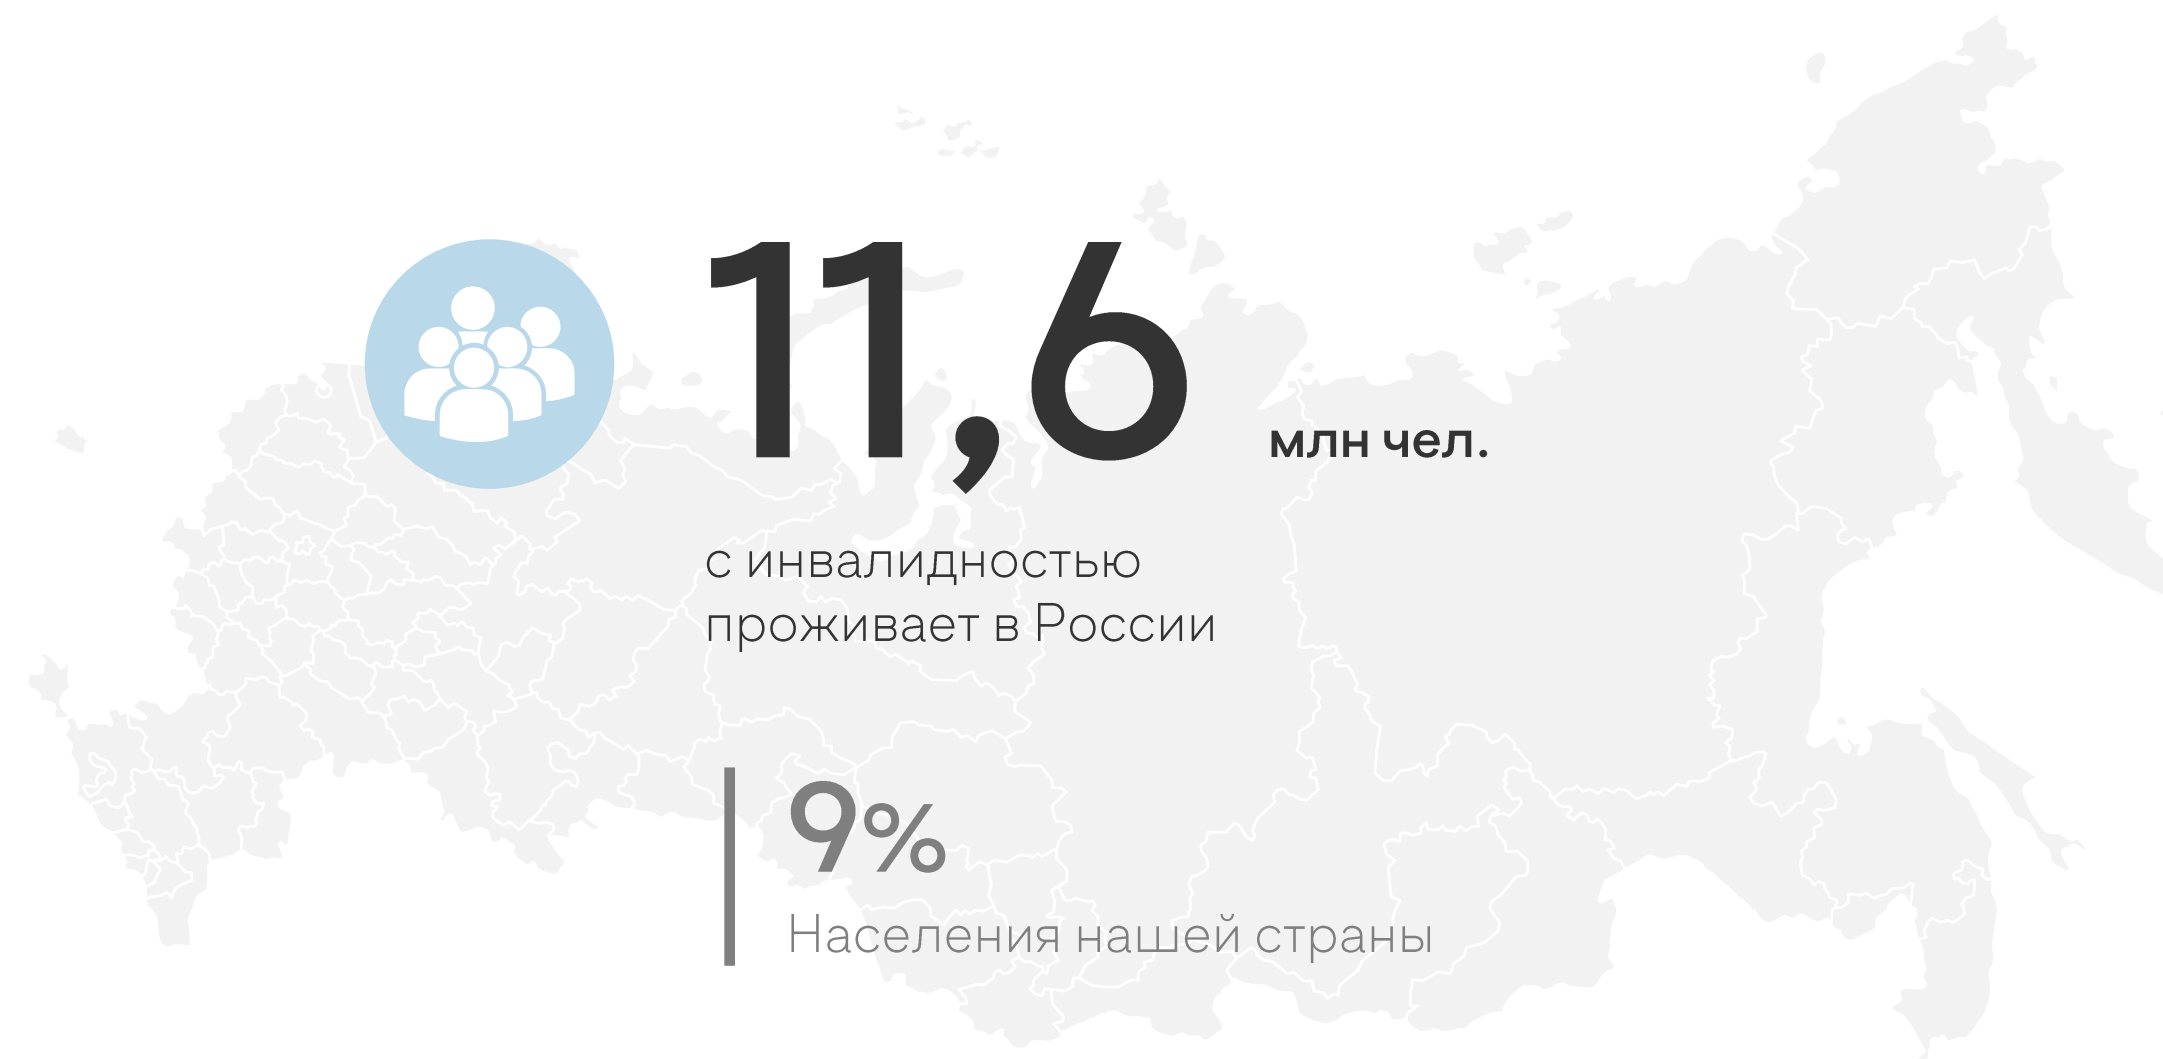 11,6 млн чел.
с инвалидностью
проживает в России
9%
Населения нашей страны